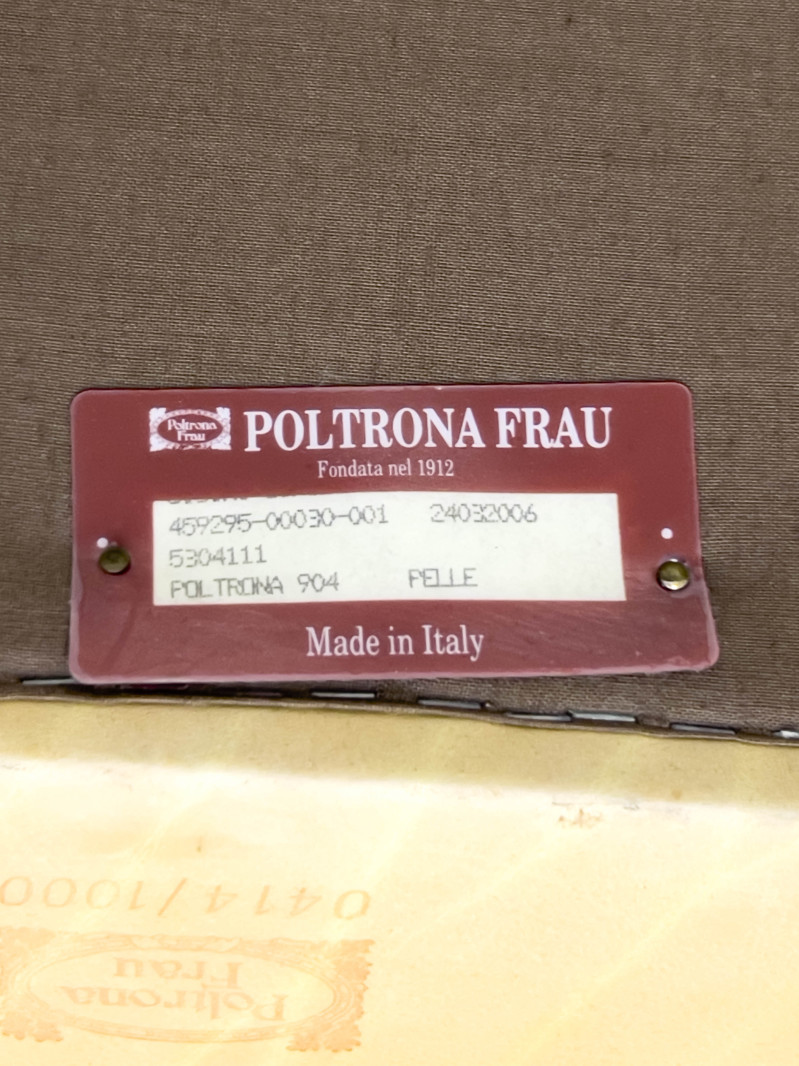 Poltrona
Frau
POLTRONA FRAU
Fondata nel 1912
459295-00030-001 24032006
5304111
POLTRONA 904 PELLE
Made in Italy
0414/1000
Poltrona
Frau